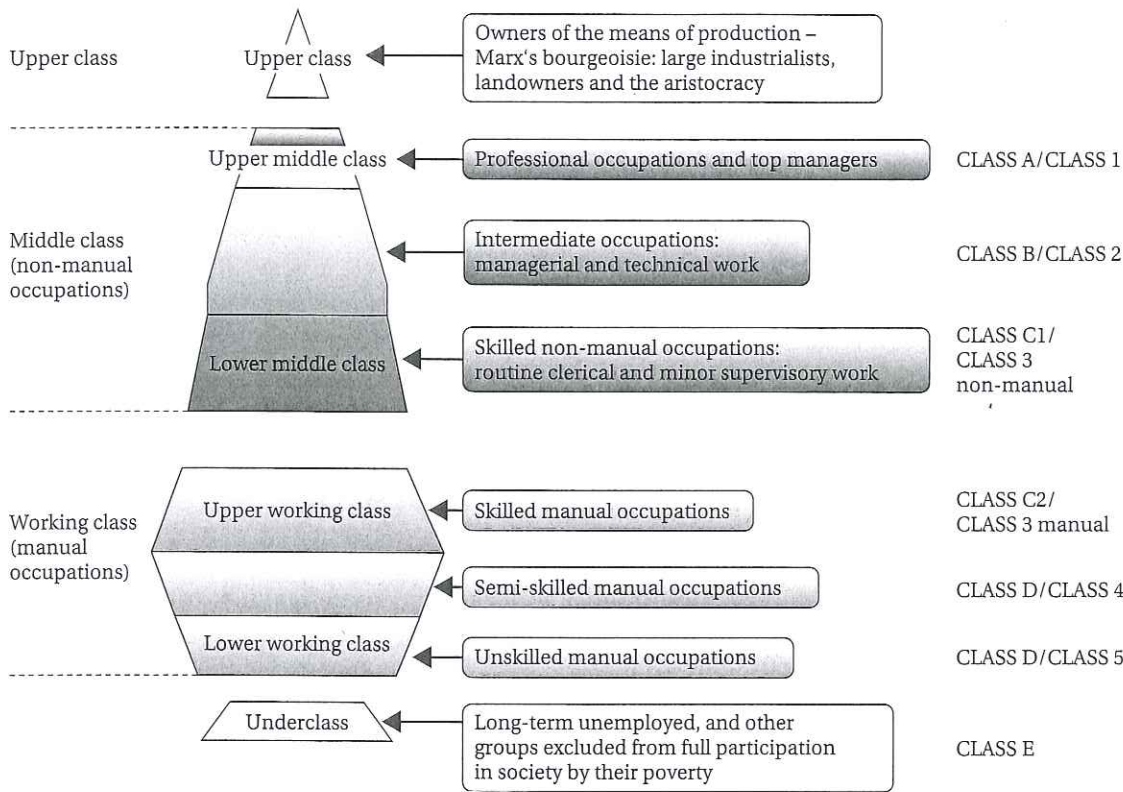 Upper class
Upper class
Owners of the means of production –
Marx‘s bourgeoisie: large industrialists,
landowners and the aristocracy
Upper middle class
Professional occupations and top managers
CLASS A/CLASS 1
Middle class
(non-manual
occupations)
Intermediate occupations:
managerial and technical work
CLASS B/CLASS 2
Lower middle class
Skilled non-manual occupations:
routine clerical and minor supervisory work
CLASS C1/
CLASS 3
non-manual
Working class
(manual
occupations)
Upper working class
Skilled manual occupations
CLASS C2/
CLASS 3 manual
Semi-skilled manual occupations
CLASS D/CLASS 4
Lower working class
Unskilled manual occupations
CLASS D/CLASS 5
Underclass
Long-term unemployed, and other
groups excluded from full participation
in society by their poverty
CLASS E